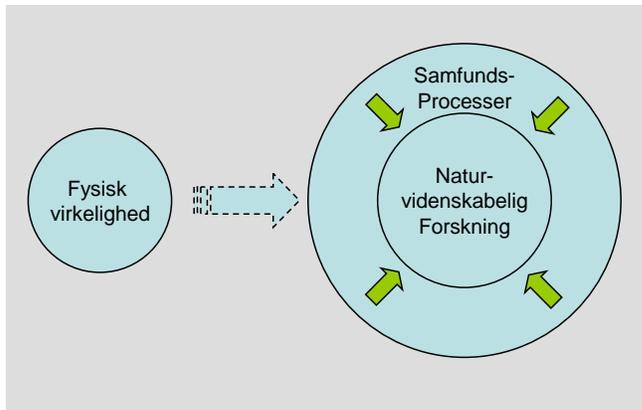 Fysisk
virkelighed
Samfunds-
Processer
Natur-
videnskabelig
Forskning